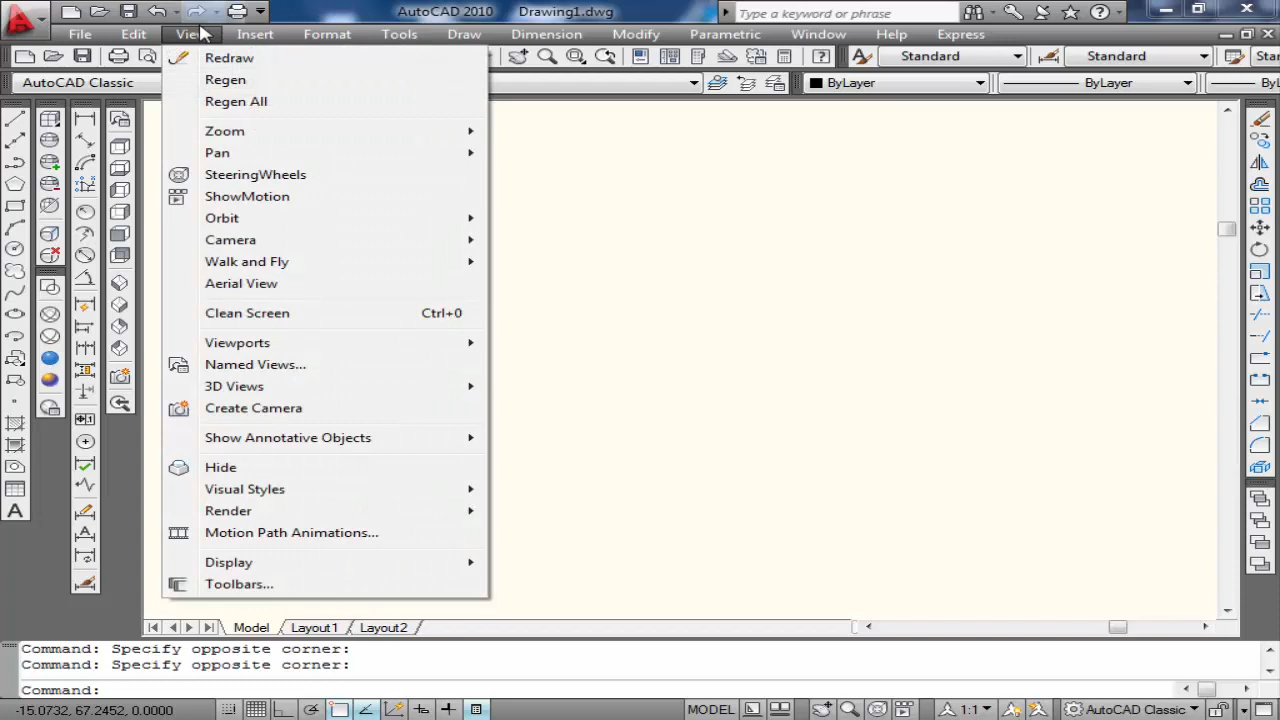 AutoCAD 2010 Drawing1.dwg Type a keyword or phrase
File Edit View Insert Format Tools Draw Dimension Modify Parametric Window Help Express
Standard Standard
AutoCAD Classic ByLayer ByLayer
Redraw
Regen
Regen All
Zoom
Pan
SteeringWheels
ShowMotion
Orbit
Camera
Walk and Fly
Aerial View
Clean Screen Ctrl+0
Viewports
Named Views...
3D Views
Create Camera
Show Annotative Objects
Hide
Visual Styles
Render
Motion Path Animations...
Display
Toolbars...
Model Layout1 Layout2
Command: Specify opposite corner:
Command: Specify opposite corner:
Command:
-15.0732, 67.2452, 0.0000 MODEL 1:1 AutoCAD Classic